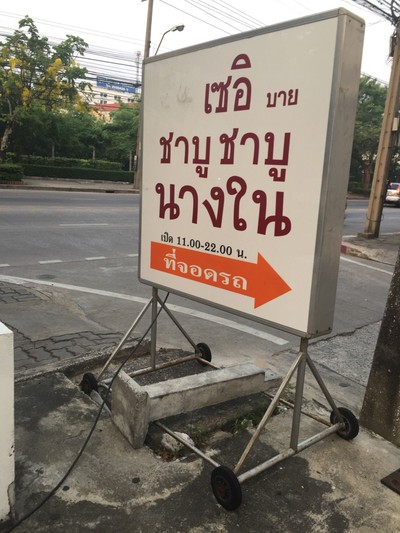 เซอิ บาย
ชาบู ชาบู
นางใน
เปิด 11.00-22.00 น.
ที่จอดรถ